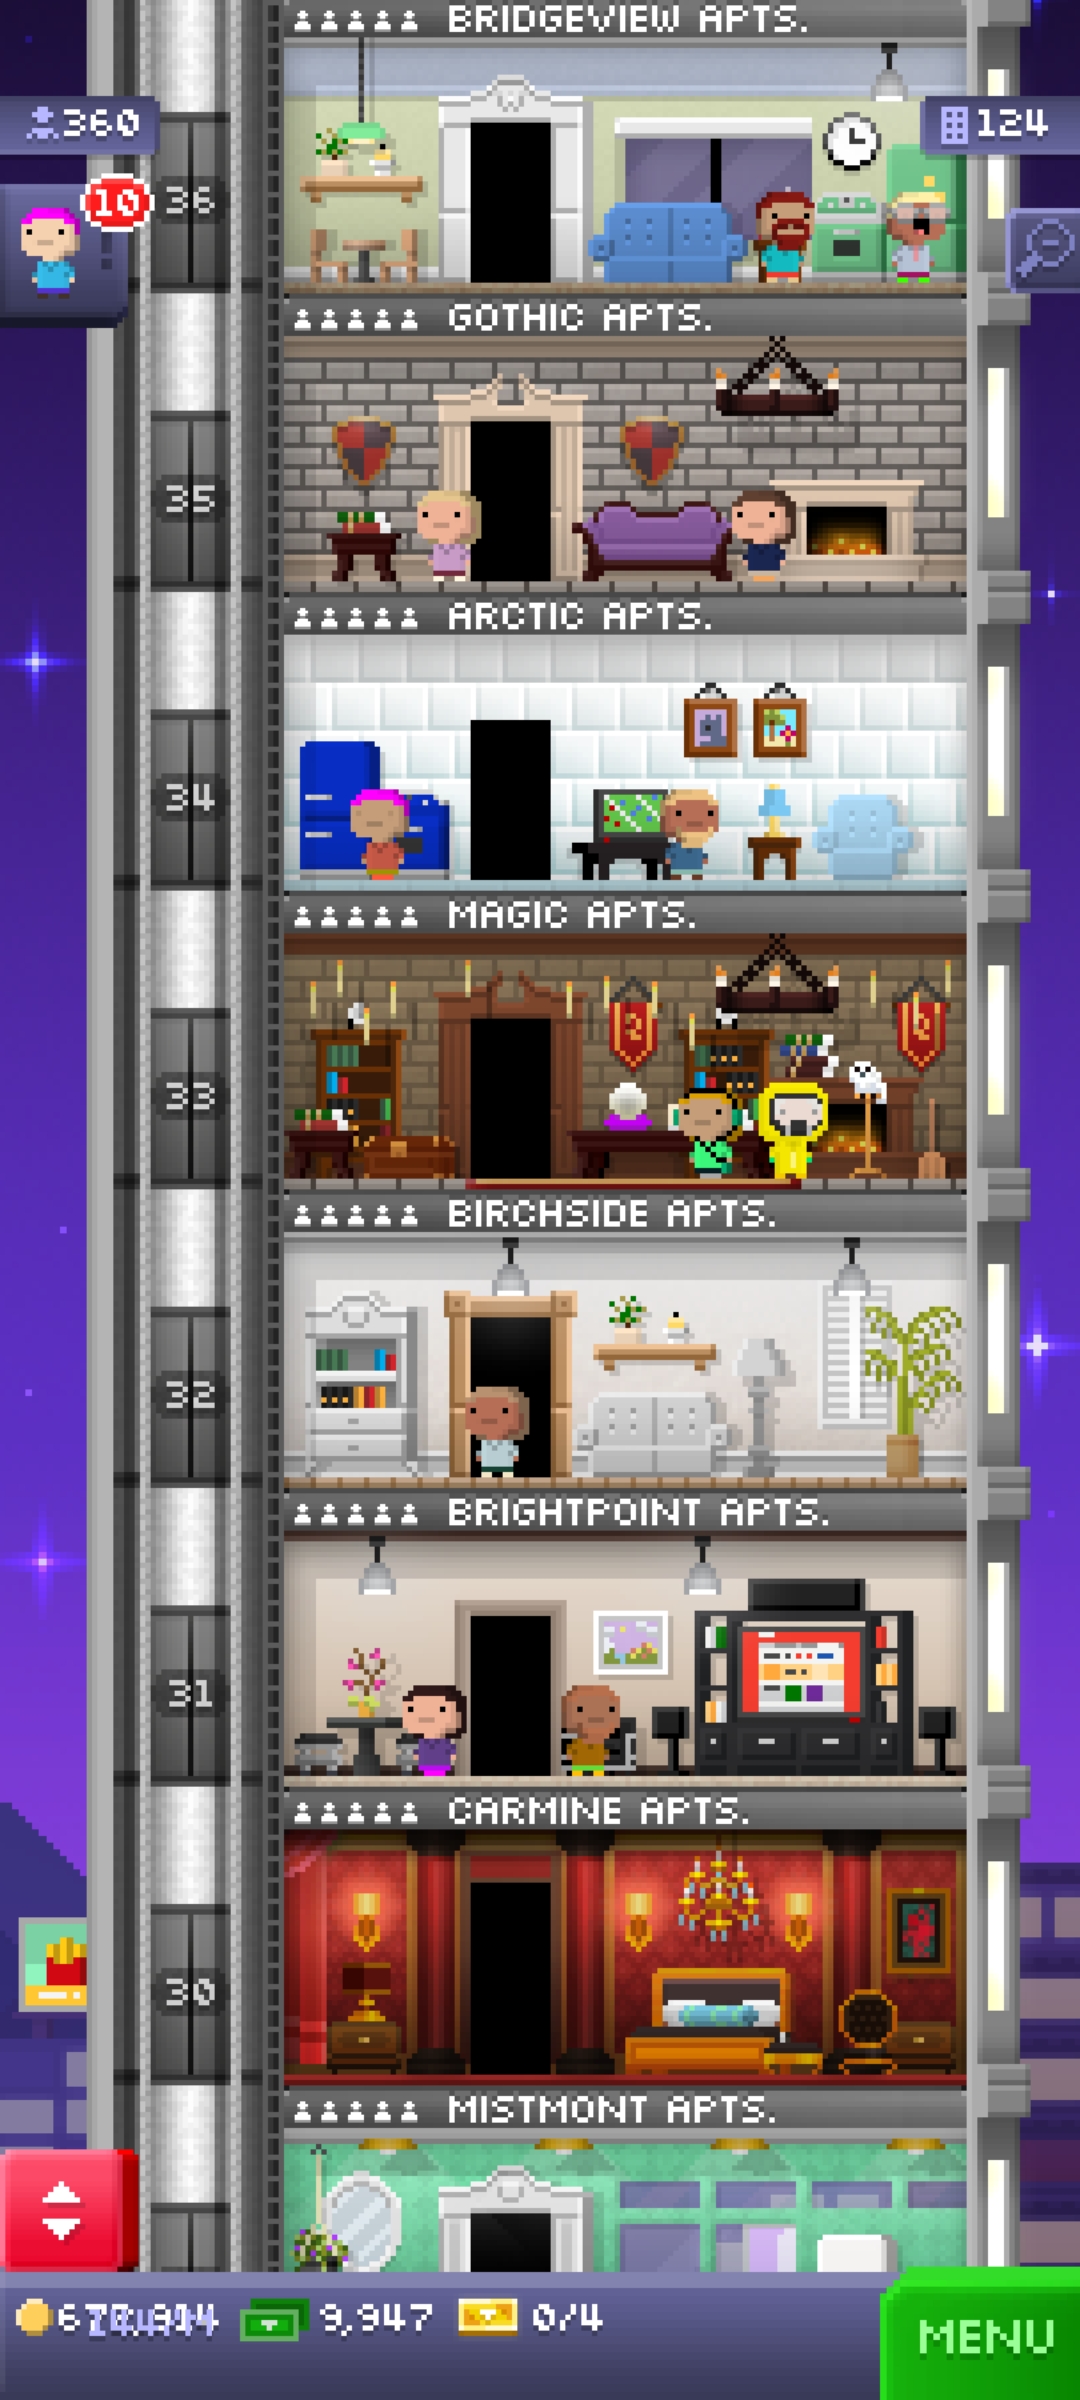 BRIDGEVIEW APTS.
360
124
10
36
GOTHIC APTS.
35
ARCTIC APTS.
34
MAGIC APTS.
33
BIRCHSIDE APTS.
32
BRIGHTPOINT APTS.
31
CARMINE APTS.
30
MISTMONT APTS.
9,947
0/4
MENU